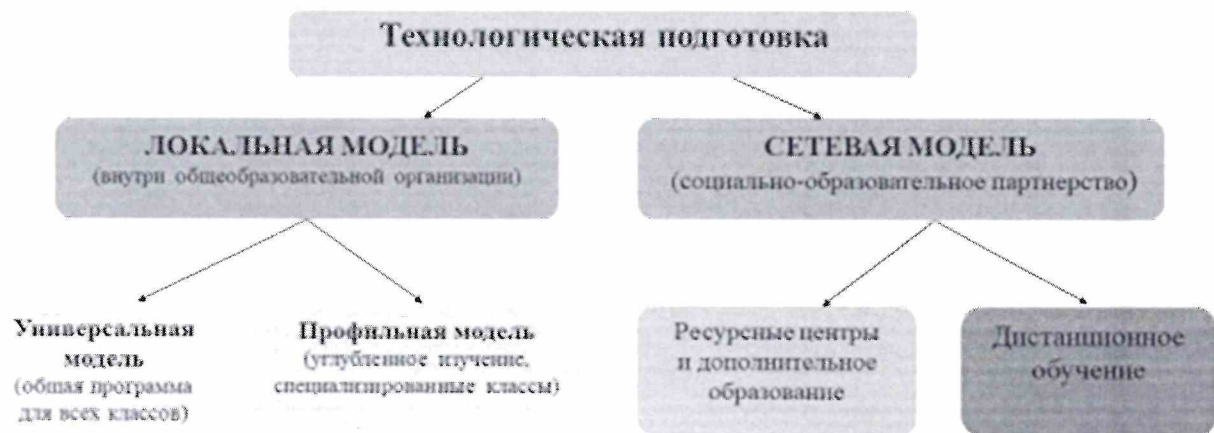 Технологическая подготовка
ЛОКАЛЬНАЯ МОДЕЛЬ
(внутри общеобразовательной организации)
СЕТЕВАЯ МОДЕЛЬ
(социально-образовательное партнерство)
Универсальная
модель
(общая программа
для всех классов)
Профильная модель
(углубленное изучение,
специализированные классы)
Ресурсные центры
и дополнительное
образование
Дистанционное
обучение